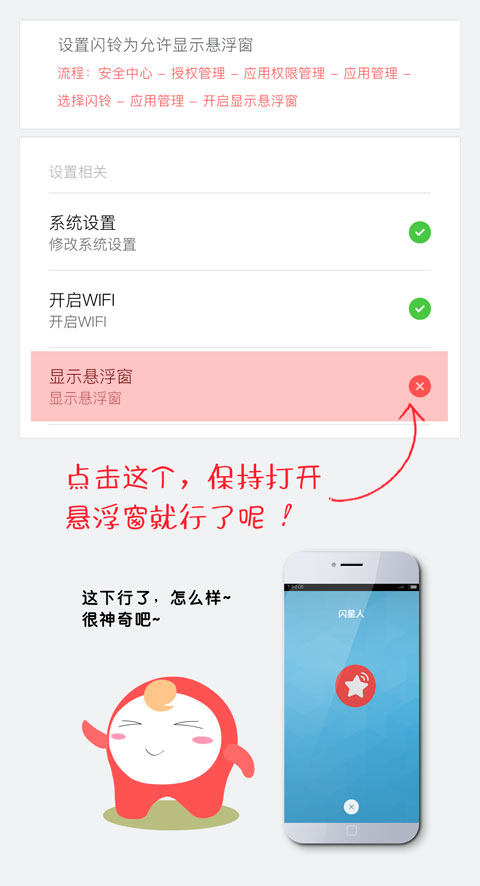 设置闪铃为允许显示悬浮窗
流程：安全中心 – 授权管理 – 应用权限管理 – 应用管理 –
选择闪铃 – 应用管理 – 开启显示悬浮窗
设置相关
系统设置
修改系统设置
开启WIFI
开启WIFI
显示悬浮窗
显示悬浮窗
点击这个，保持打开
悬浮窗就行了呢！
这下行了，怎么样~
很神奇吧~
闪星人